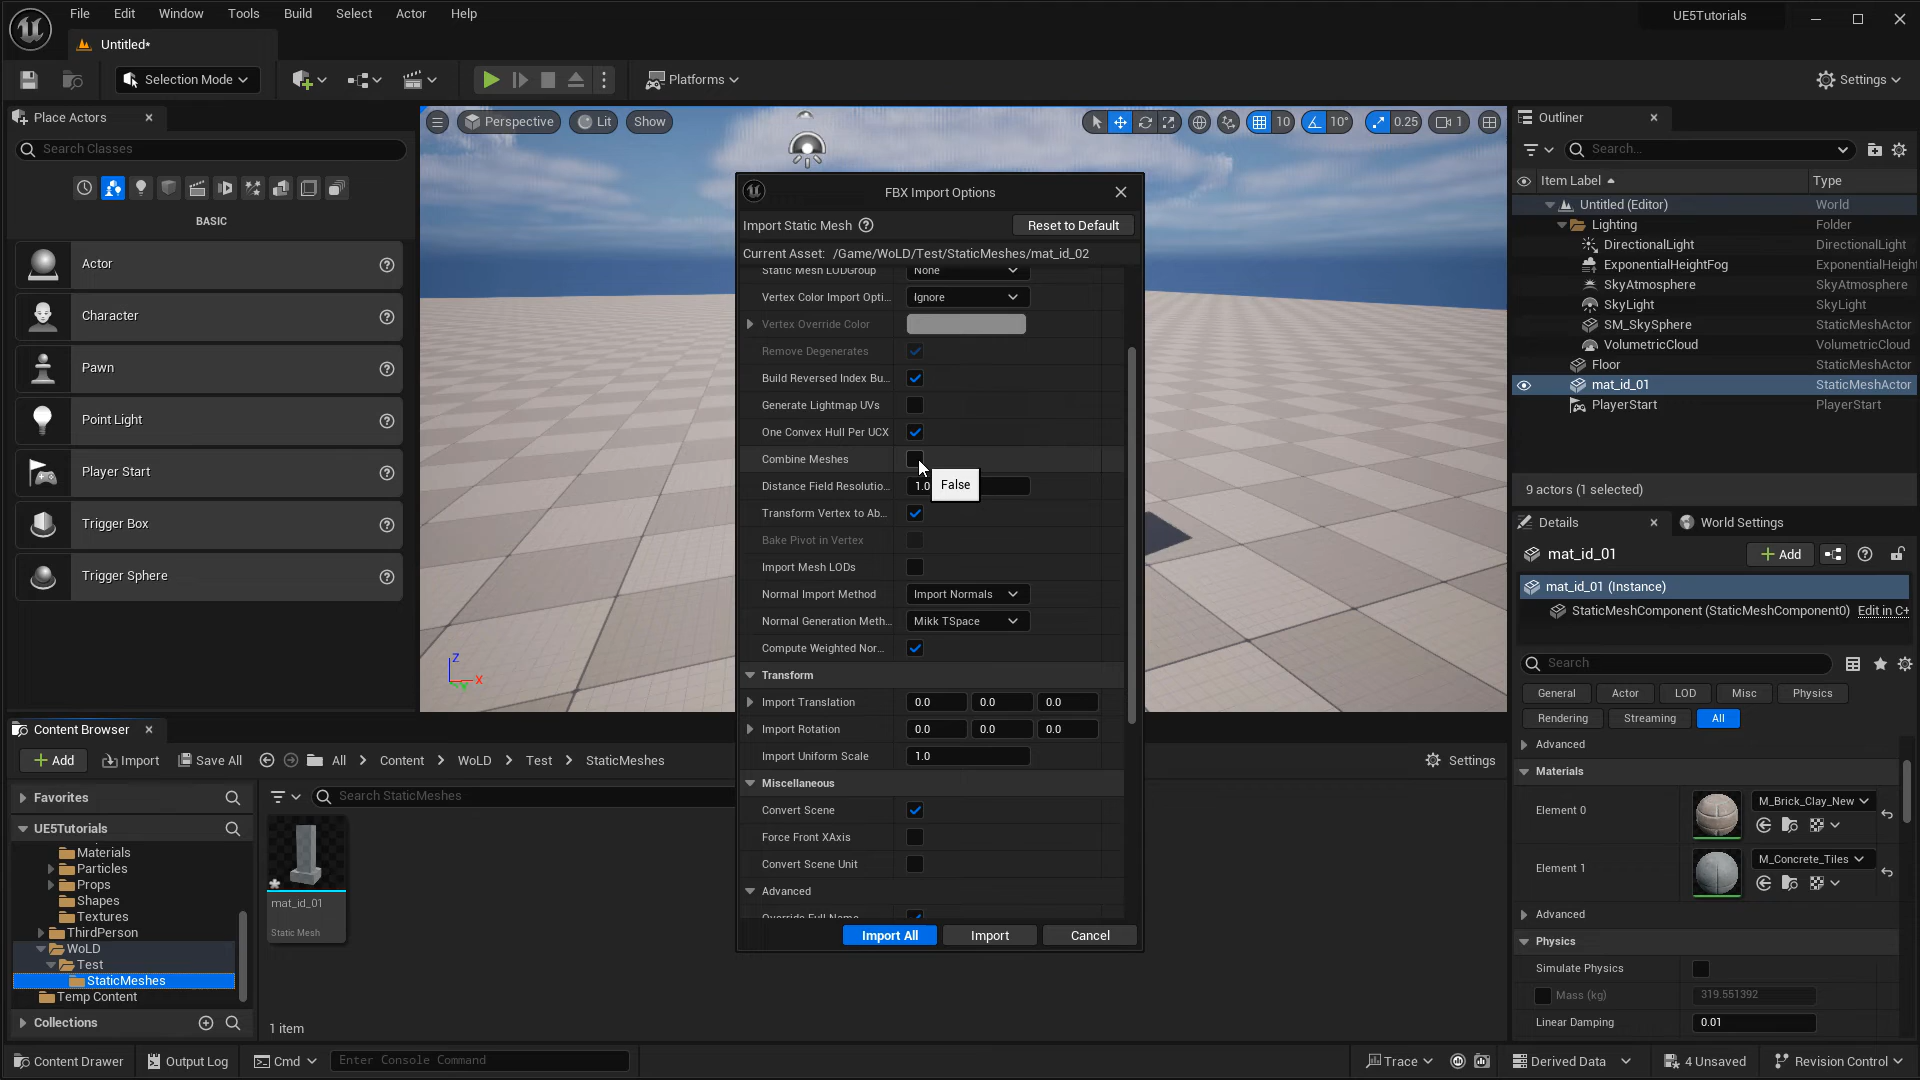 File Edit Window Tools Build Select Actor Help
UE5Tutorials
Untitled*
Selection Mode
Platforms
Settings
Place Actors
Search Classes
BASIC
Actor
Character
Pawn
Point Light
Player Start
Trigger Box
Trigger Sphere
Perspective Lit Show
10 10° 0.25 1
FBX Import Options
Import Static Mesh Reset to Default
Current Asset: /Game/WoLD/Test/StaticMeshes/mat_id_02
Static Mesh LODGroup None
Vertex Color Import Opti... Ignore
Vertex Override Color
Remove Degenerates
Build Reversed Index Bu...
Generate Lightmap UVs
One Convex Hull Per UCX
Combine Meshes
False
Distance Field Resolutio... 1.0
Transform Vertex to Ab...
Bake Pivot in Vertex
Import Mesh LODs
Normal Import Method Import Normals
Normal Generation Meth... Mikk TSpace
Compute Weighted Nor...
Transform
Import Translation 0.0 0.0 0.0
Import Rotation 0.0 0.0 0.0
Import Uniform Scale 1.0
Miscellaneous
Convert Scene
Force Front XAxis
Convert Scene Unit
Advanced
Override Full Name
Import All Import Cancel
Z
X
Y
Outliner
Search...
Item Label Type
Untitled (Editor) World
Lighting Folder
DirectionalLight DirectionalLight
ExponentialHeightFog ExponentialHeight
SkyAtmosphere SkyAtmosphere
SkyLight SkyLight
SM_SkySphere StaticMeshActor
VolumetricCloud VolumetricCloud
Floor StaticMeshActor
mat_id_01 StaticMeshActor
PlayerStart PlayerStart
9 actors (1 selected)
Details World Settings
mat_id_01 Add
mat_id_01 (Instance)
StaticMeshComponent (StaticMeshComponent0) Edit in C+
Search
General Actor LOD Misc Physics
Rendering Streaming All
Advanced
Materials
Element 0 M_Brick_Clay_New
Element 1 M_Concrete_Tiles
Advanced
Physics
Simulate Physics
Mass (kg) 319.551392
Linear Damping 0.01
Content Browser
Add Import Save All All Content WoLD Test StaticMeshes Settings
Favorites
UE5Tutorials
Materials
Particles
Props
Shapes
Textures
ThirdPerson
WoLD
Test
StaticMeshes
Temp Content
Collections
Search StaticMeshes
mat_id_01
Static Mesh
1 item
Content Drawer Output Log Cmd Enter Console Command Trace Derived Data 4 Unsaved Revision Control